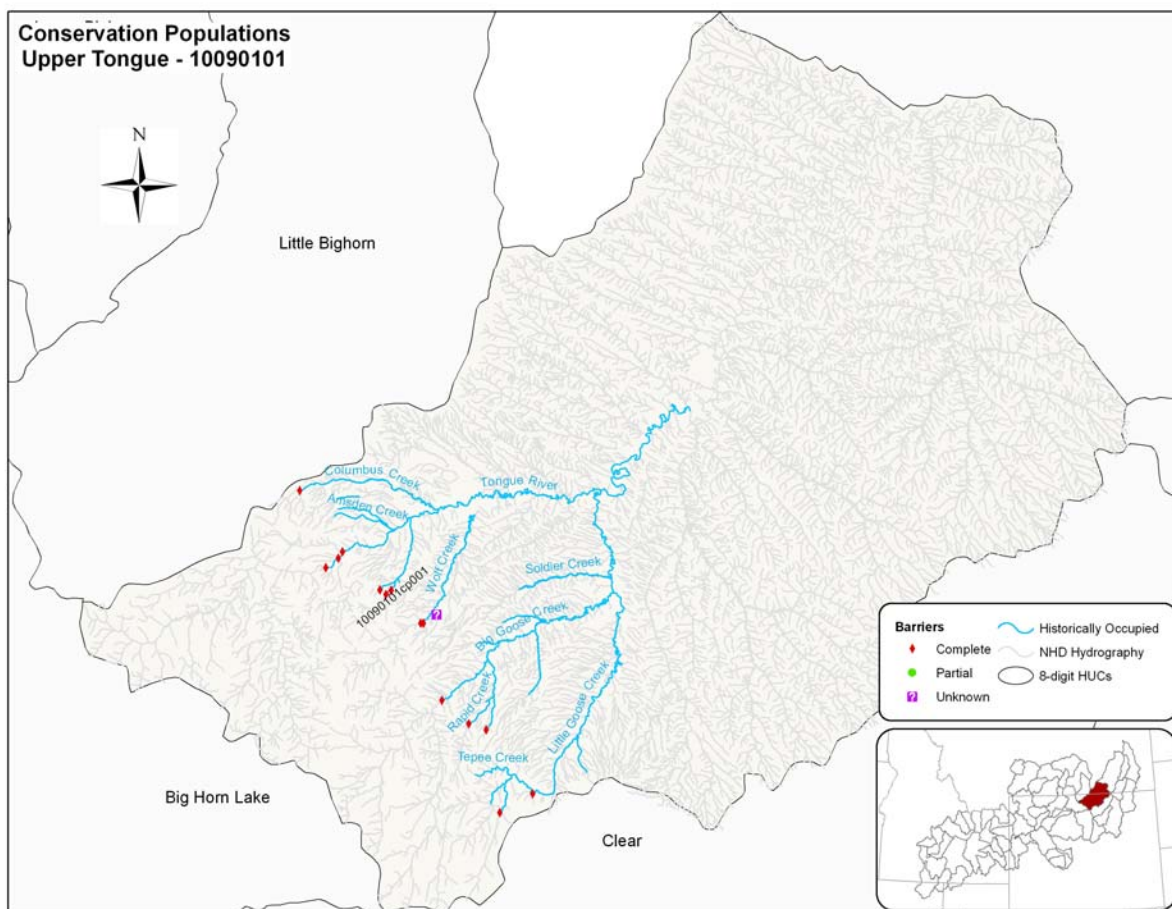 Conservation Populations
Upper Tongue - 10090101
N
Little Bighorn
Columbus Creek
Amsden Creek
Tongue River
Wolf Creek
10090101cp001
Soldier Creek
Big Goose Creek
Rapid Creek
Little Goose Creek
Tepee Creek
Big Horn Lake
Clear
Barriers
Complete
Partial
? Unknown
Historically Occupied
NHD Hydrography
8-digit HUCs
?